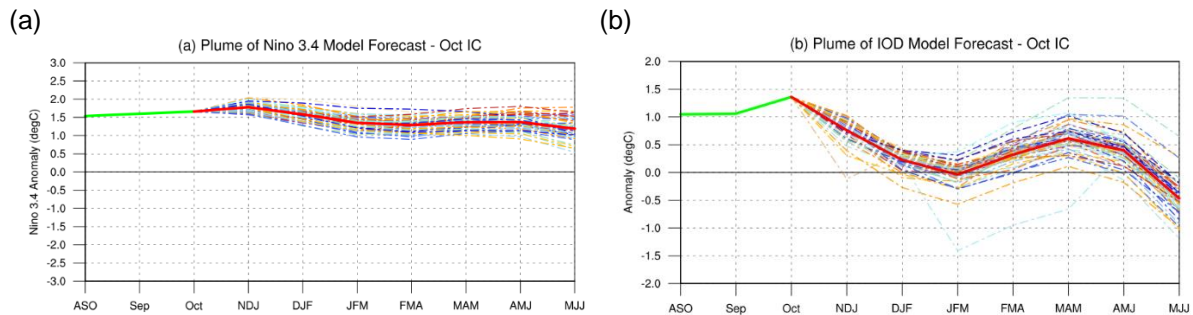 (a)
(a) Plume of Nino 3.4 Model Forecast - Oct IC
Nino 3.4 Anomaly (degC)
3.0
2.5
2.0
1.5
1.0
0.5
0.0
-0.5
-1.0
-1.5
-2.0
-2.5
-3.0
ASO Sep Oct NDJ DJF JFM FMA MAM AMJ MJJ
(b)
(b) Plume of IOD Model Forecast - Oct IC
Anomaly (degC)
2.0
1.5
1.0
0.5
0.0
-0.5
-1.0
-1.5
-2.0
ASO Sep Oct NDJ DJF JFM FMA MAM AMJ MJJ